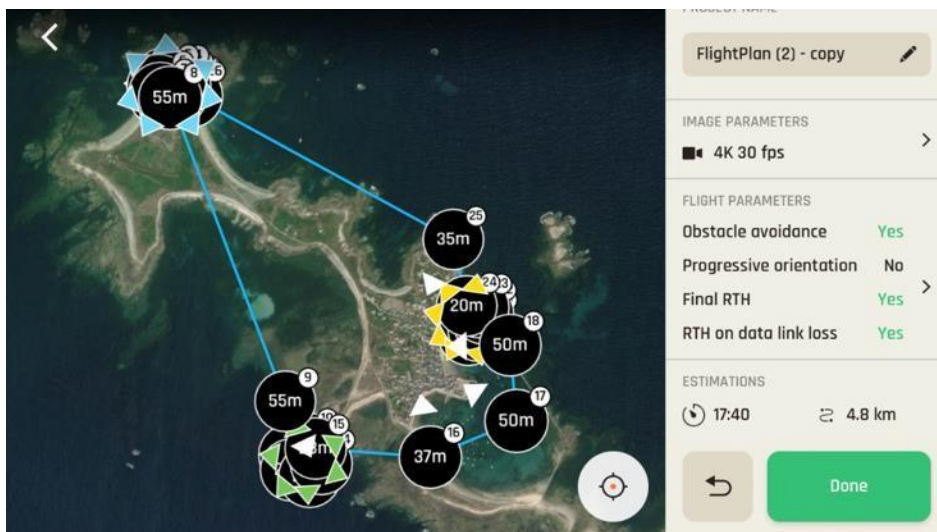 FlightPlan (2) - copy
IMAGE PARAMETERS
4K 30 fps
FLIGHT PARAMETERS
Obstacle avoidance Yes
Progressive orientation No
Final RTH Yes
RTH on data link loss Yes
ESTIMATIONS
17:40 4.8 km
Done
8
55m
25
35m
24
20m
18
50m
17
50m
9
55m
15
16
37m